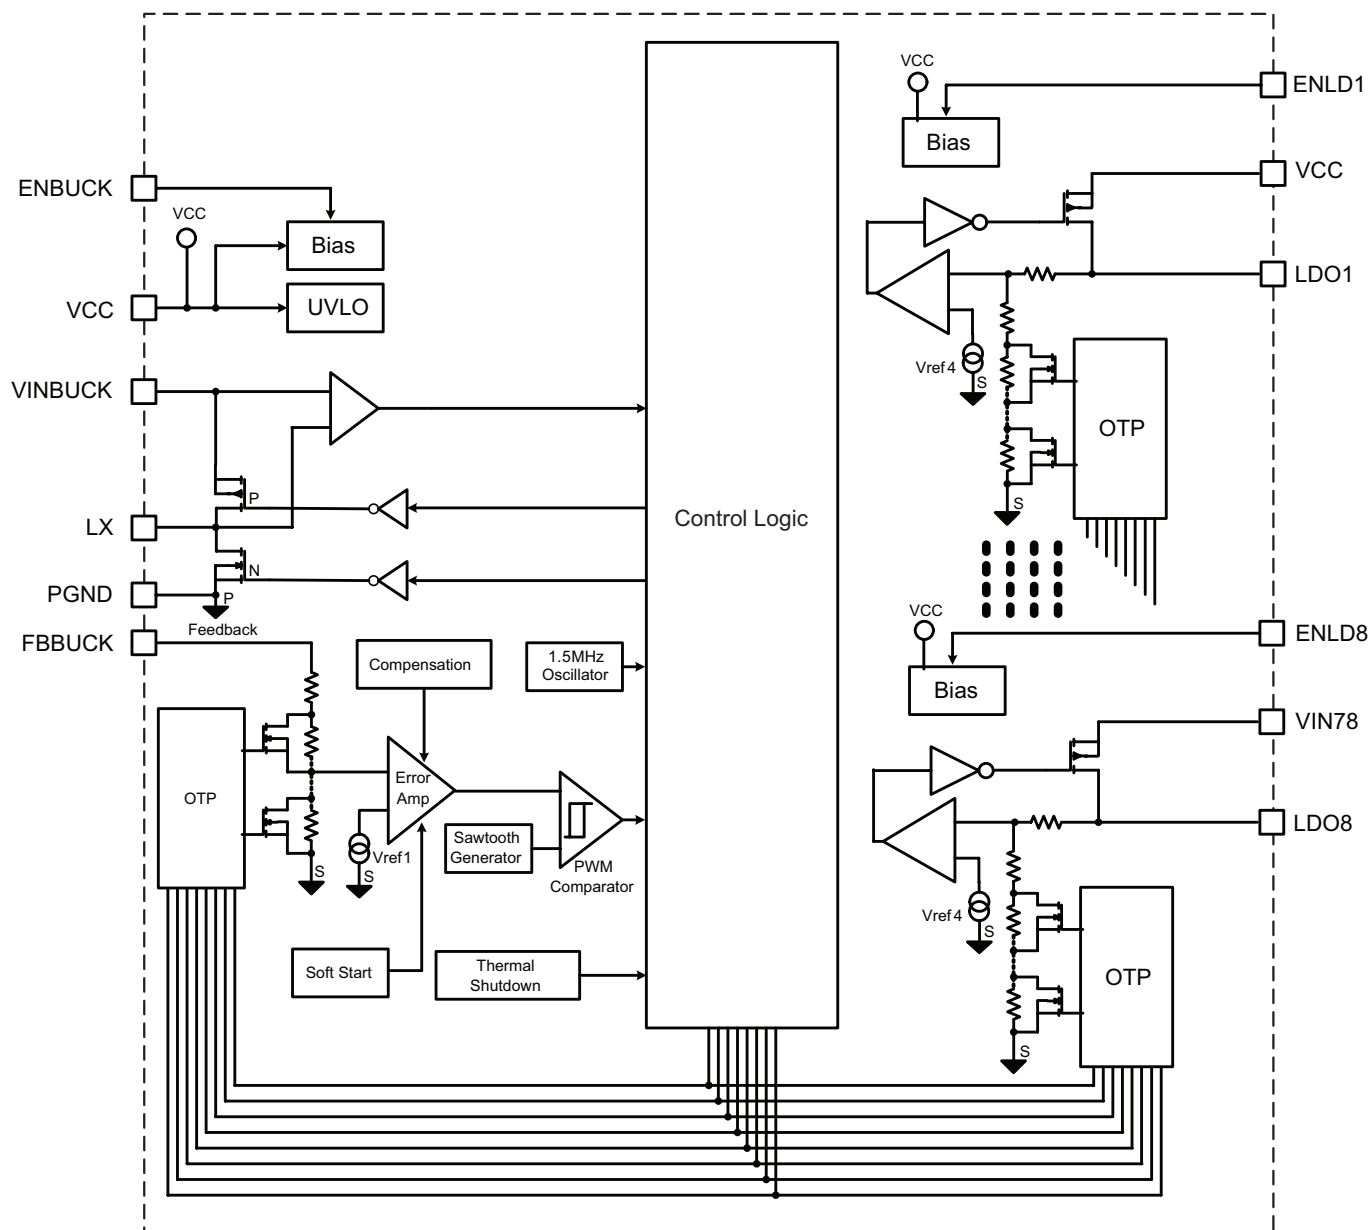 VCC
ENLD1
Bias
VCC
ENBUCK
VCC
Bias
LDO1
VCC
UVLO
Vref4
S
VINBUCK
OTP
P
S
LX
Control Logic
N
PGND
P
Feedback
VCC
ENLD8
FBBUCK
Compensation
1.5MHz
Oscillator
Bias
VIN78
OTP
Error
Amp
LDO8
Sawtooth
Generator
Vref1
PWM
Comparator
S
S
Vref4
S
Soft Start
Thermal
Shutdown
OTP
S